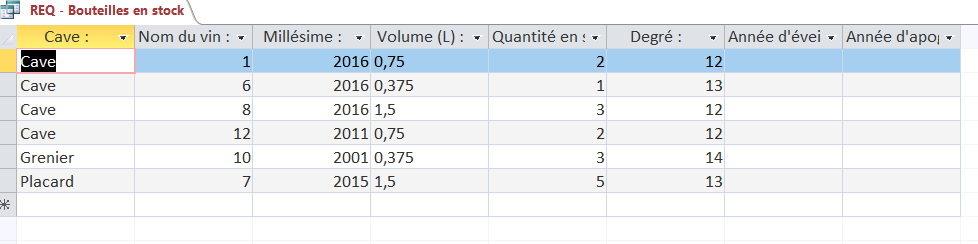 REQ - Bouteilles en stock
Cave : Nom du vin : Millésime : Volume (L) : Quantité en s Degré : Année d'évei Année d'apog
Cave 1 2016 0,75 2 12
Cave 6 2016 0,375 1 13
Cave 8 2016 1,5 3 12
Cave 12 2011 0,75 2 12
Grenier 10 2001 0,375 3 14
Placard 7 2015 1,5 5 13